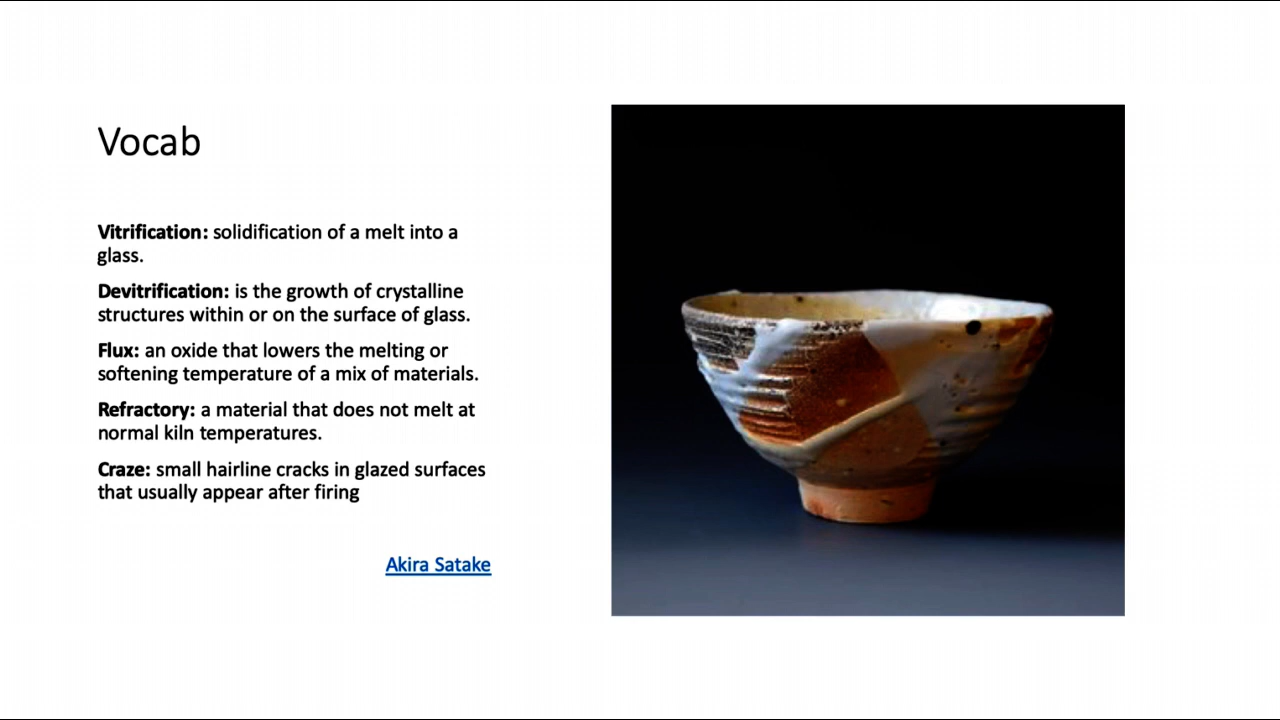 Vocab
Vitrification: solidification of a melt into a
glass.
Devitrification: is the growth of crystalline
structures within or on the surface of glass.
Flux: an oxide that lowers the melting or
softening temperature of a mix of materials.
Refractory: a material that does not melt at
normal kiln temperatures.
Craze: small hairline cracks in glazed surfaces
that usually appear after firing
Akira Satake